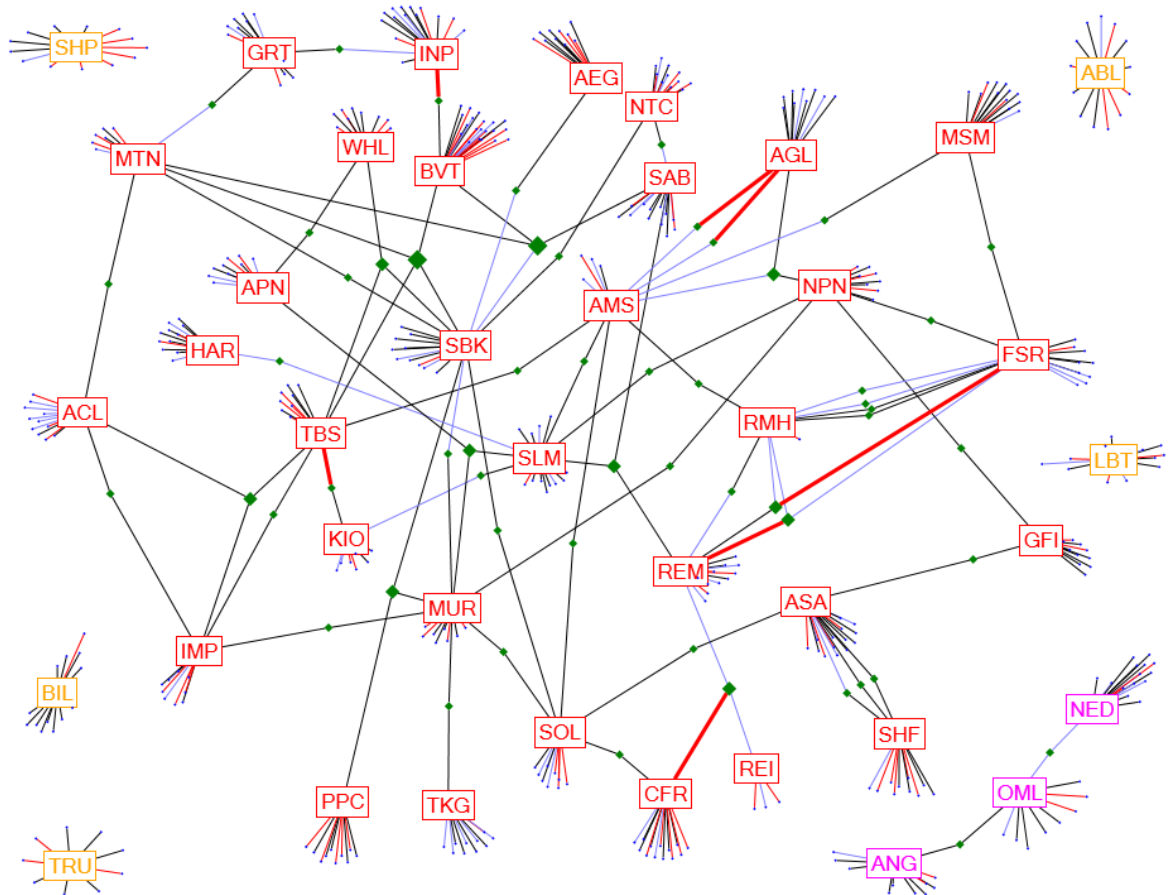 SHP
GRT
INP
AEG
ABL
NTC
MSM
WHL
MTN
BVT
AGL
SAB
APN
NPN
AMS
HAR
SBK
FSR
ACL
RMH
TBS
SLM
LBT
KIO
GFI
REM
MUR
ASA
IMP
BIL
NED
SOL
SHF
REI
OML
PPC
TKG
CFR
TRU
ANG